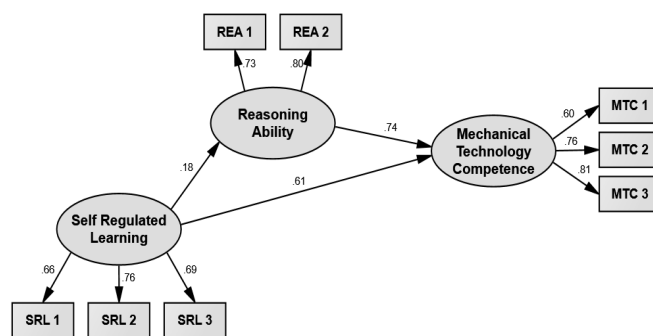 REA 1
REA 2
.73
.80
Reasoning
Ability
.74
.60
MTC 1
Mechanical
Technology
Competence
.76
MTC 2
.81
MTC 3
.18
.61
Self Regulated
Learning
.66
.76
.69
SRL 1
SRL 2
SRL 3